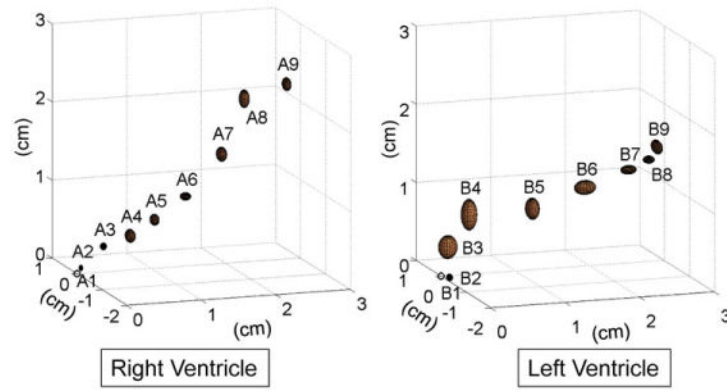 3
2
(cm)
1
0
1
0
(cm)
-1
-2
0
1
(cm)
2
3
A1
A2
A3
A4
A5
A6
A7
A8
A9
Right Ventricle
3
2
(cm)
1
0
1
0
(cm)
-1
-2
0
1
(cm)
2
3
B1
B2
B3
B4
B5
B6
B7
B8
B9
Left Ventricle